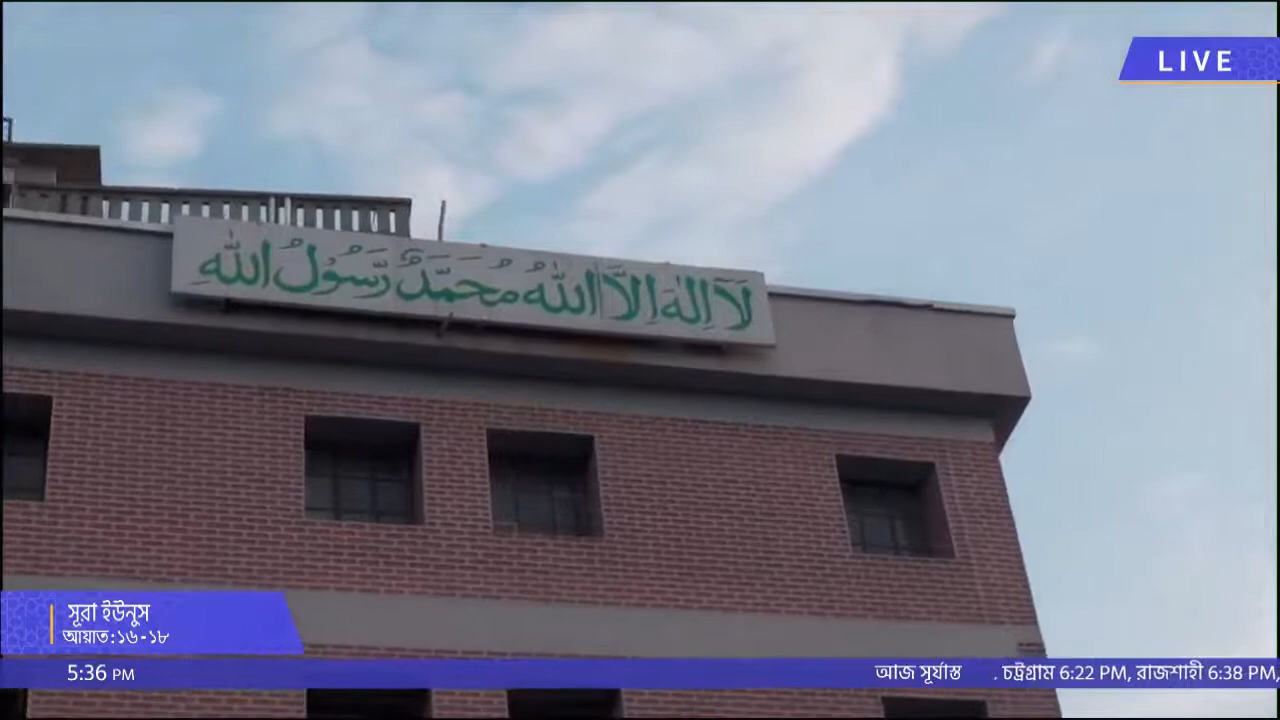 LIVE
لَآ اِلٰهَ اِلَّا اللّٰهُ مُحَمَّدٌ رَّسُوْلُ اللّٰهِ
সূরা ইউনুস
আয়াত:১৬-১৮
5:36 PM
আজ সূর্যাস্ত . চট্টগ্রাম 6:22 PM, রাজশাহী 6:38 PM,